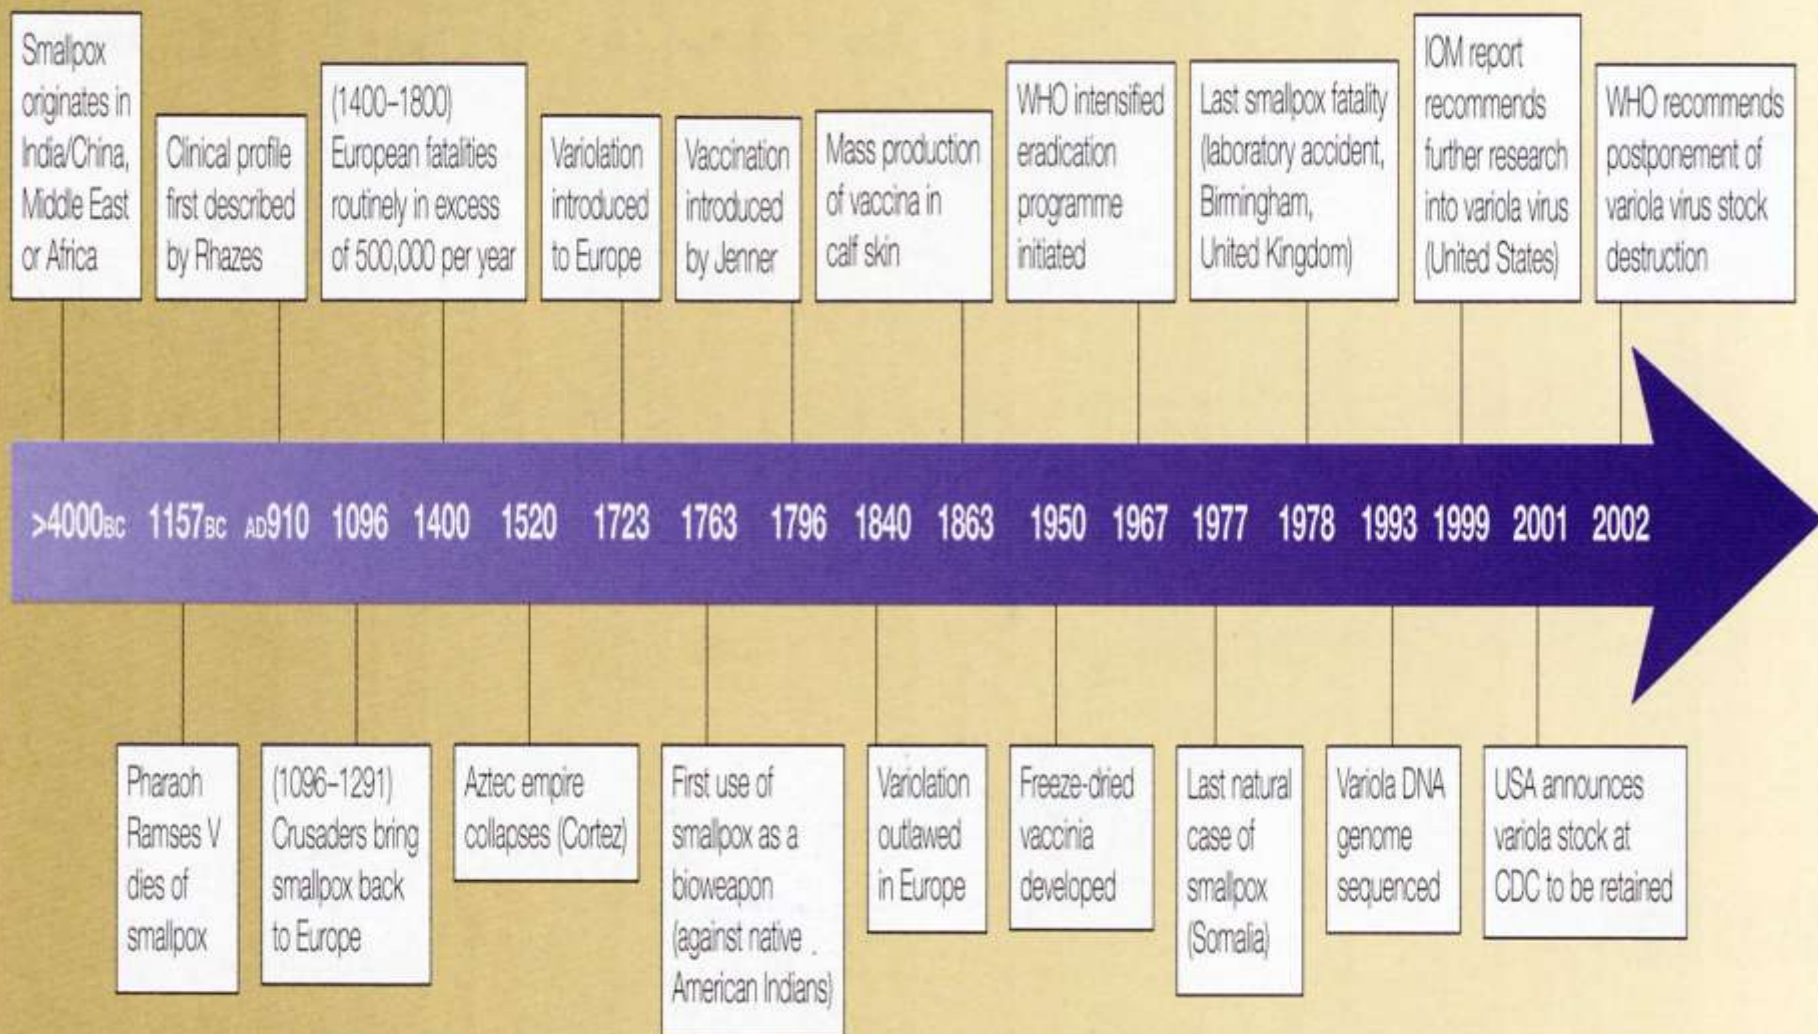 Smallpox
originates in
India/China,
Middle East
or Africa
Clinical profile
first described
by Rhazes
(1400–1800)
European fatalities
routinely in excess
of 500,000 per year
Variolation
introduced
to Europe
Vaccination
introduced
by Jenner
Mass production
of vaccina in
calf skin
WHO intensified
eradication
programme
initiated
Last smallpox fatality
(laboratory accident,
Birmingham,
United Kingdom)
IOM report
recommends
further research
into variola virus
(United States)
WHO recommends
postponement of
variola virus stock
destruction
>4000BC 1157BC AD910 1096 1400 1520 1723 1763 1796 1840 1863 1950 1967 1977 1978 1993 1999 2001 2002
Pharaoh
Ramses V
dies of
smallpox
(1096–1291)
Crusaders bring
smallpox back
to Europe
Aztec empire
collapses (Cortez)
First use of
smallpox as a
bioweapon
(against native
American Indians)
Variolation
outlawed
in Europe
Freeze-dried
vaccinia
developed
Last natural
case of
smallpox
(Somalia)
Variola DNA
genome
sequenced
USA announces
variola stock at
CDC to be retained